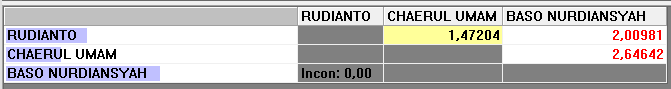 RUDIANTO CHAERUL UMAM BASO NURDIANSYAH
RUDIANTO 1,47204 2,00981
CHAERUL UMAM 2,64642
BASO NURDIANSYAH Incon: 0,00